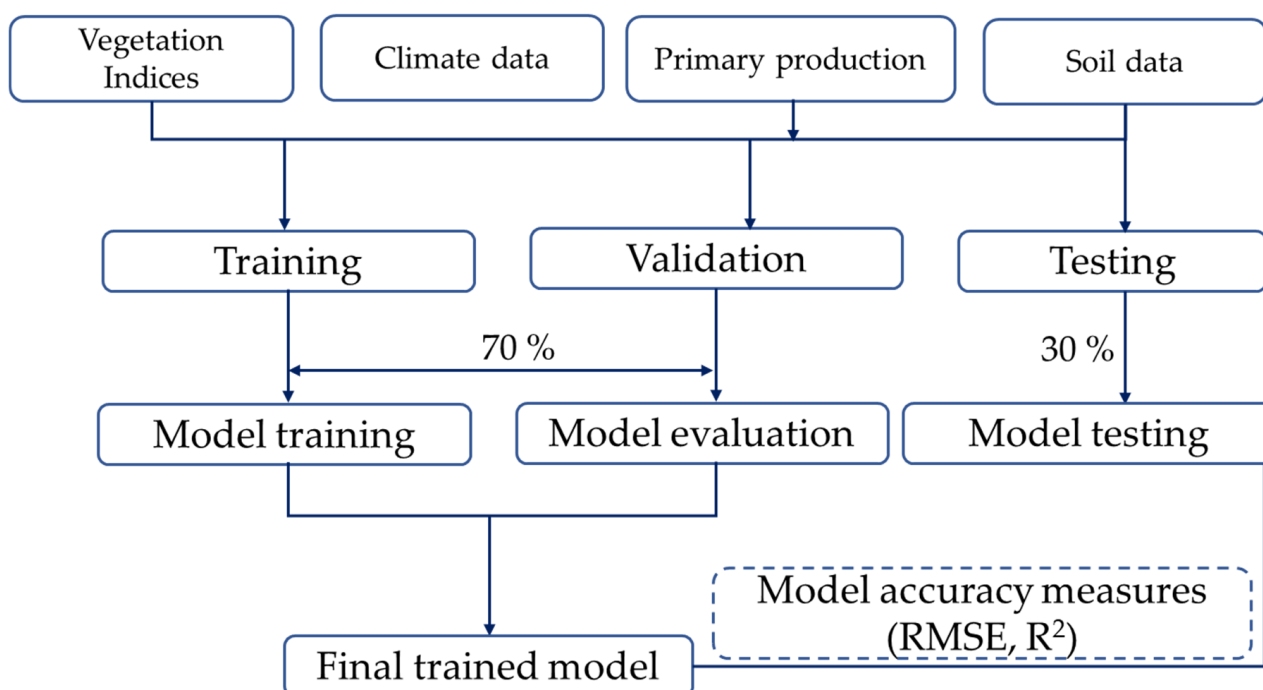 Vegetation
Indices
Climate data
Primary production
Soil data
Training
Validation
Testing
70 %
30 %
Model training
Model evaluation
Model testing
Model accuracy measures
(RMSE, R²)
Final trained model